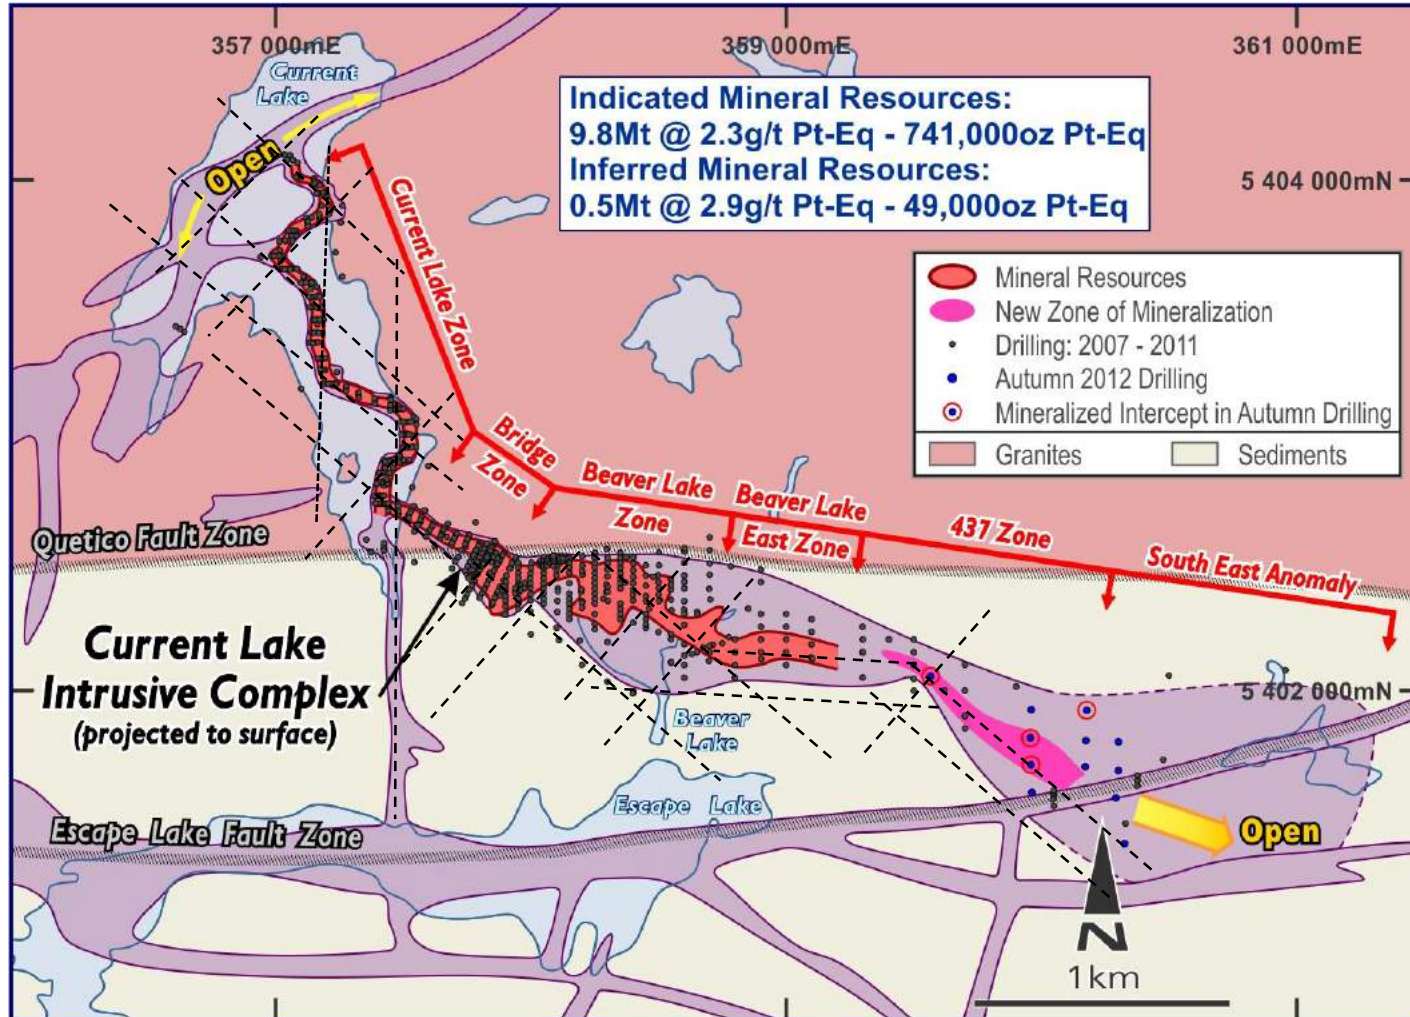 357 000mE
359 000mE
361 000mE
Current
Lake
Indicated Mineral Resources:
9.8Mt @ 2.3g/t Pt-Eq - 741,000oz Pt-Eq
Inferred Mineral Resources:
0.5Mt @ 2.9g/t Pt-Eq - 49,000oz Pt-Eq
Open
5 404 000mN
Current Lake Zone
Mineral Resources
New Zone of Mineralization
Drilling: 2007 - 2011
Autumn 2012 Drilling
Mineralized Intercept in Autumn Drilling
Granites
Sediments
Bridge
Zone
Beaver Lake
Zone
Beaver Lake
East Zone
437 Zone
South East Anomaly
Quetico Fault Zone
Current Lake
Intrusive Complex
(projected to surface)
5 402 000mN
Beaver
Lake
Escape Lake
Escape Lake Fault Zone
Open
N
1km